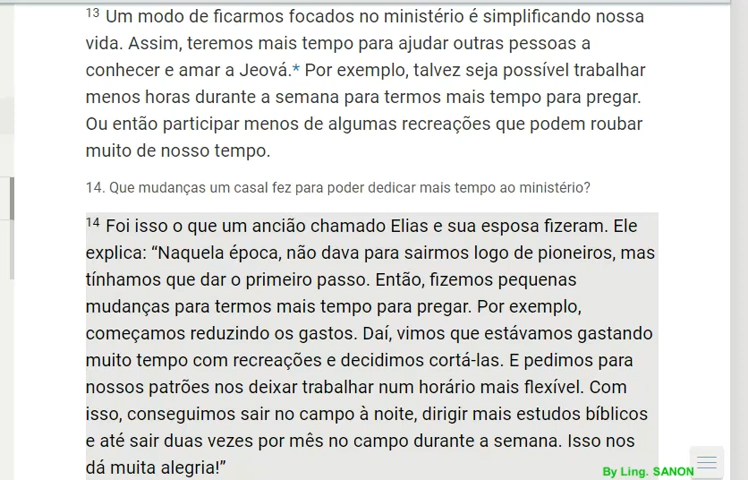 13 Um modo de ficarmos focados no ministério é simplificando nossa
vida. Assim, teremos mais tempo para ajudar outras pessoas a
conhecer e amar a Jeová.* Por exemplo, talvez seja possível trabalhar
menos horas durante a semana para termos mais tempo para pregar.
Ou então participar menos de algumas recreações que podem roubar
muito de nosso tempo.
14. Que mudanças um casal fez para poder dedicar mais tempo ao ministério?
14 Foi isso o que um ancião chamado Elias e sua esposa fizeram. Ele
explica: “Naquela época, não dava para sairmos logo de pioneiros, mas
tínhamos que dar o primeiro passo. Então, fizemos pequenas
mudanças para termos mais tempo para pregar. Por exemplo,
começamos reduzindo os gastos. Daí, vimos que estávamos gastando
muito tempo com recreações e decidimos cortá-las. E pedimos para
nossos patrões nos deixar trabalhar num horário mais flexível. Com
isso, conseguimos sair no campo à noite, dirigir mais estudos bíblicos
e até sair duas vezes por mês no campo durante a semana. Isso nos
dá muita alegria!”
By Ling. SANON